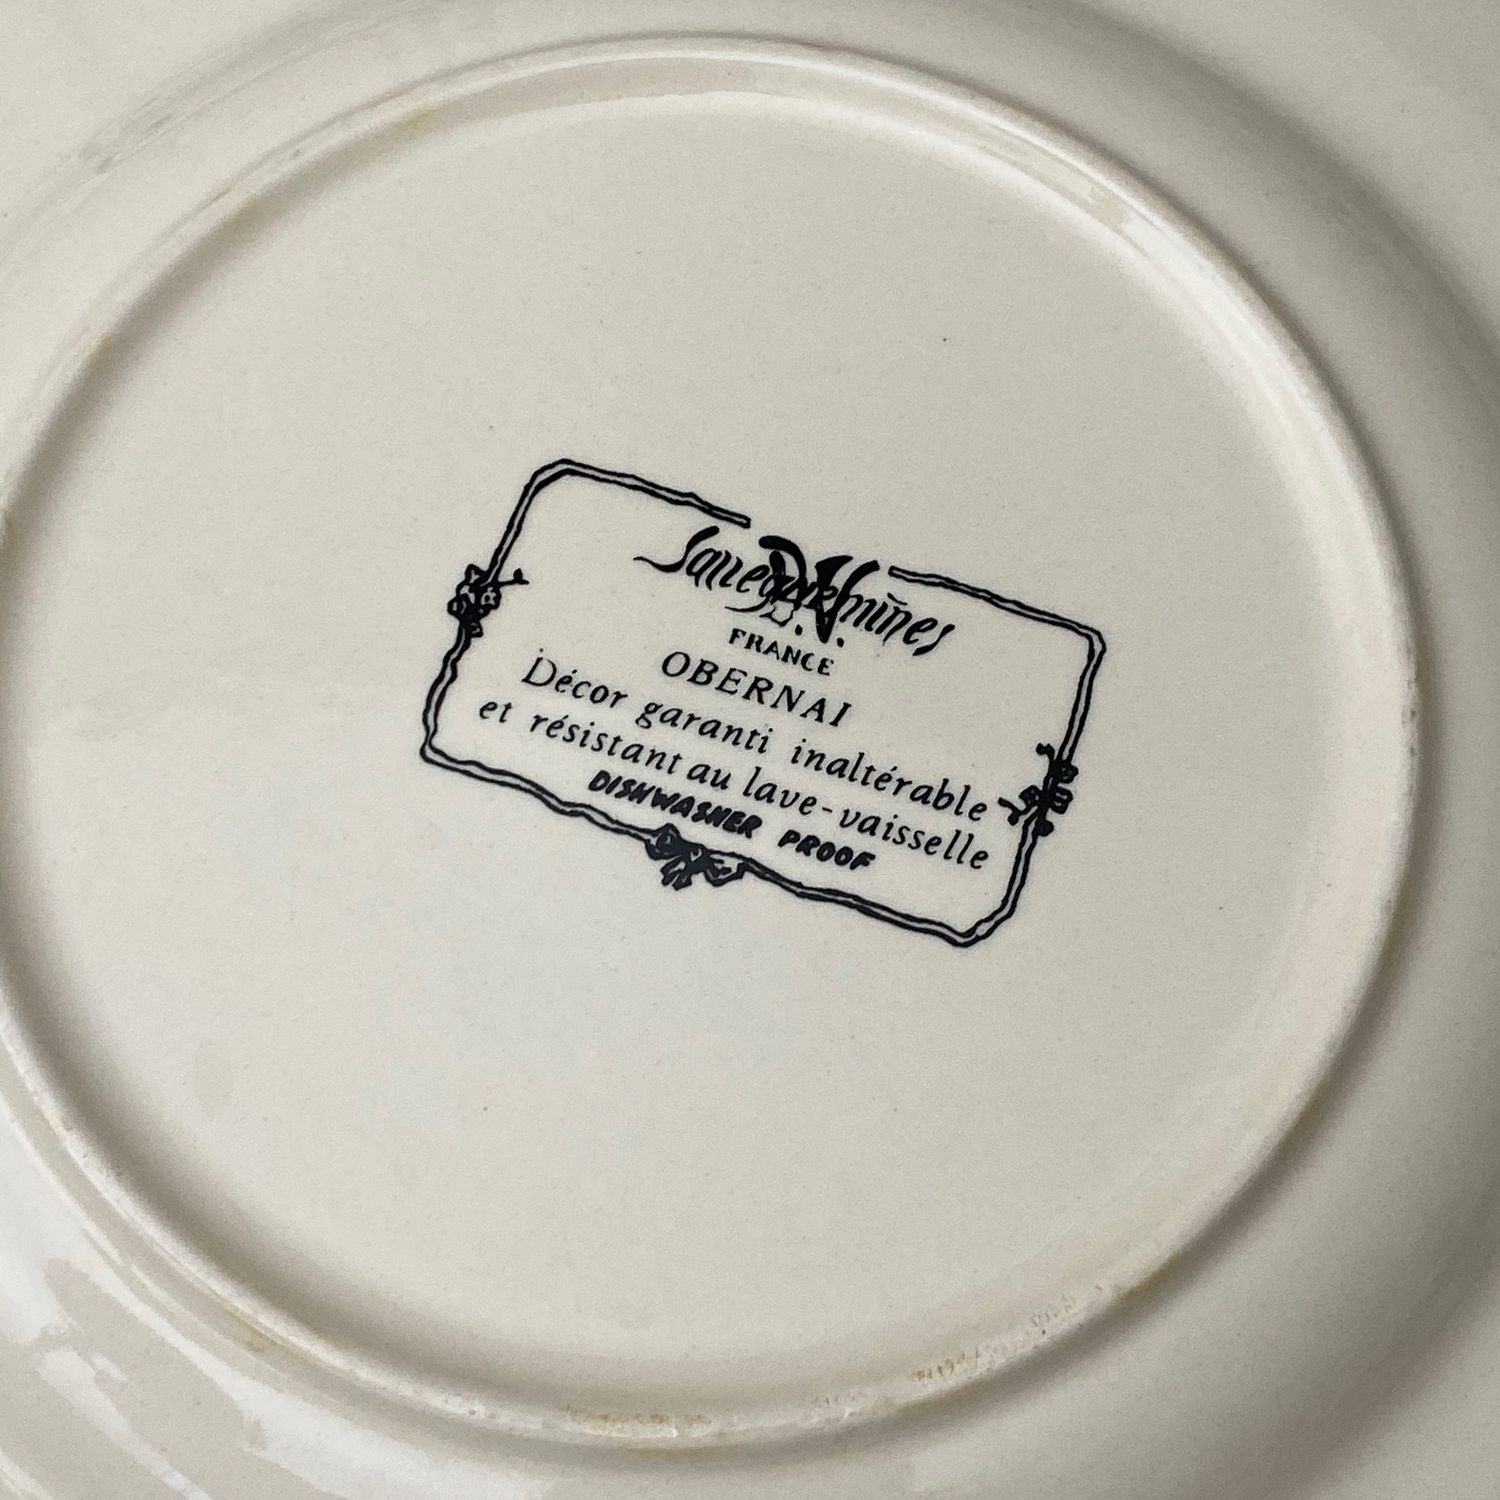 Sarreguemines
D.V.
FRANCE
OBERNAI
Décor garanti inaltérable
et résistant au lave-vaisselle
DISHWASHER PROOF